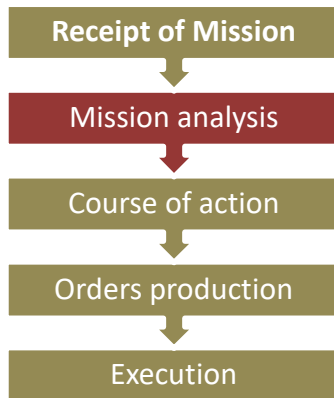 Receipt of Mission
Mission analysis
Course of action
Orders production
Execution